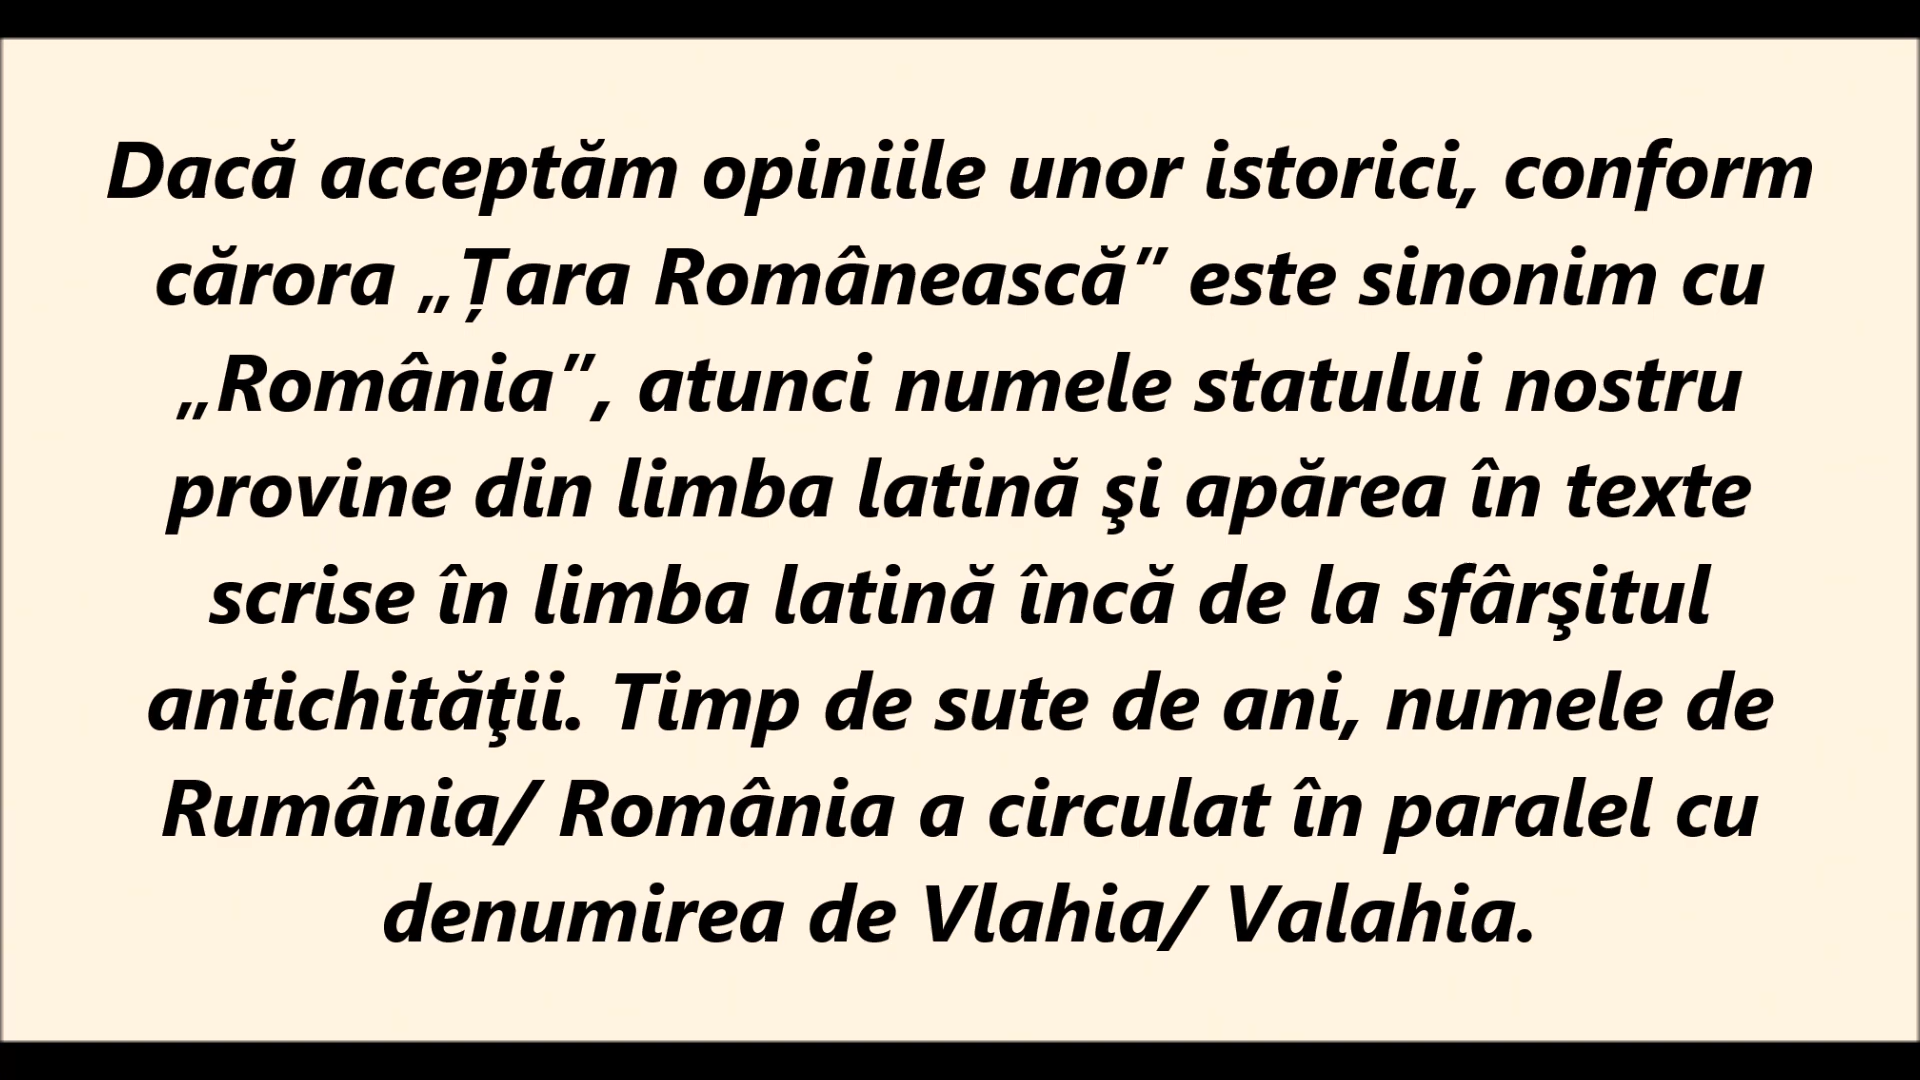 Dacă acceptăm opiniile unor istorici, conform
cărora „Țara Românească” este sinonim cu
„România”, atunci numele statului nostru
provine din limba latină şi apărea în texte
scrise în limba latină încă de la sfârşitul
antichităţii. Timp de sute de ani, numele de
Rumânia/ România a circulat în paralel cu
denumirea de Vlahia/ Valahia.